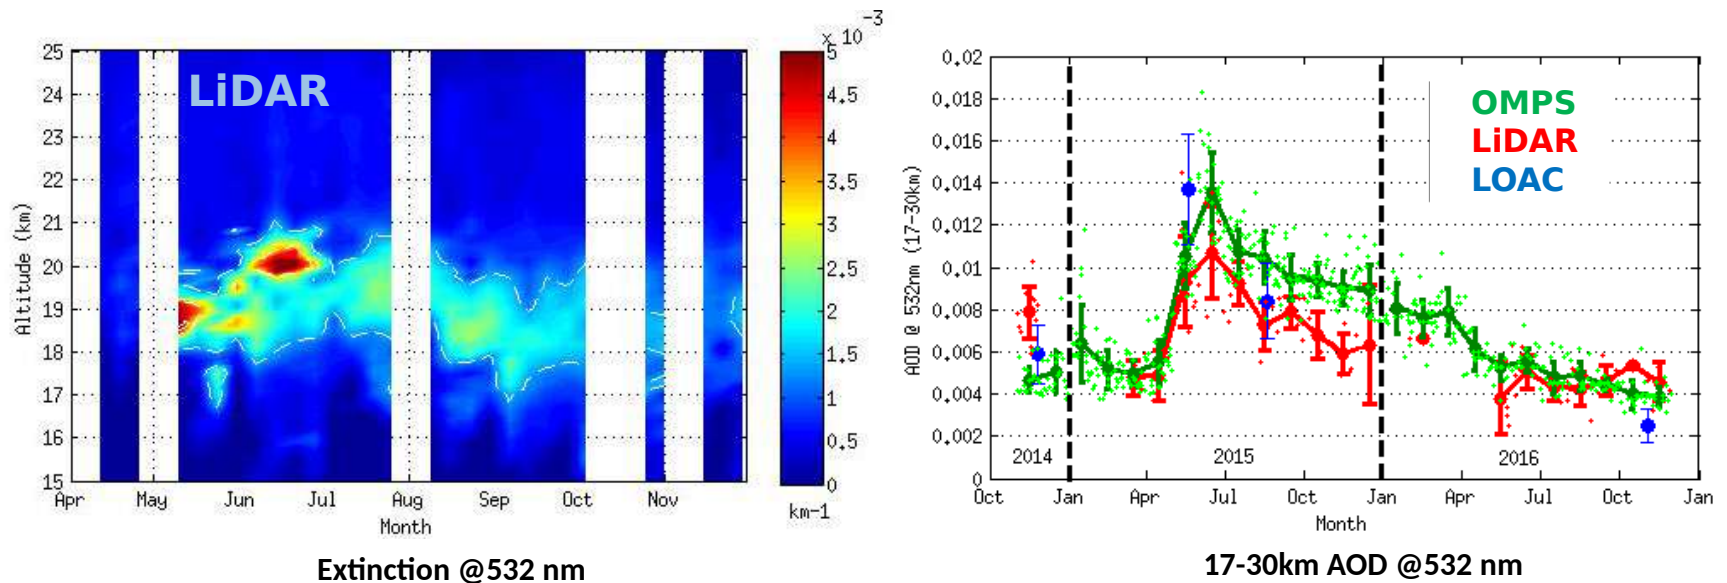 -3
x 10
25
24
23
22
21
20
19
18
17
16
15
Altitude (km)
LiDAR
Apr May Jun Jul Aug Sep Oct Nov
Month
5
4.5
4
3.5
3
2.5
2
1.5
1
0.5
0
km-1
Extinction @532 nm
0.02
0.018
0.016
0.014
0.012
0.01
0.008
0.006
0.004
0.002
0
AOD @ 532nm (17-30km)
OMPS
LiDAR
LOAC
2014 2015 2016
Oct Jan Apr Jul Oct Jan Apr Jul Oct Jan
Month
17-30km AOD @532 nm